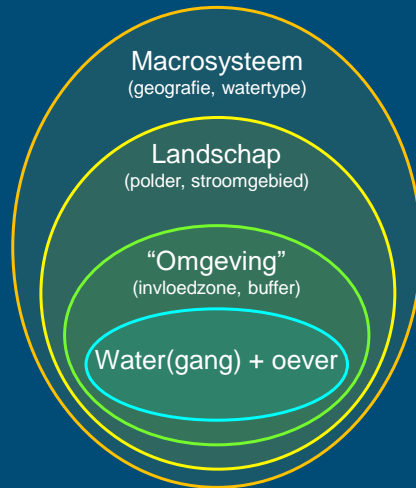 Macrosysteem
(geografie, watertype)
Landschap
(polder, stroomgebied)
“Omgeving”
(invloedzone, buffer)
Water(gang) + oever